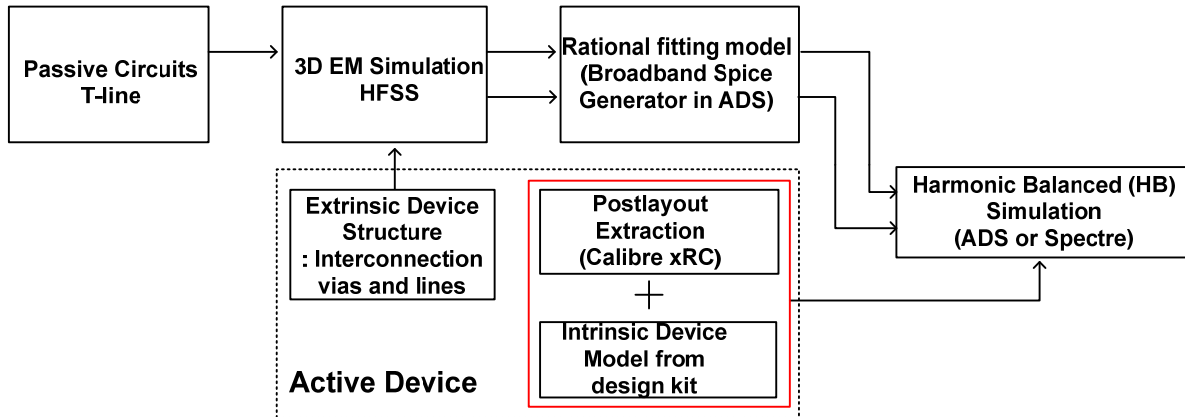 Passive Circuits
T-line
3D EM Simulation
HFSS
Rational fitting model
(Broadband Spice
Generator in ADS)
Harmonic Balanced (HB)
Simulation
(ADS or Spectre)
Extrinsic Device
Structure
: Interconnection
vias and lines
Postlayout
Extraction
(Calibre xRC)
+
Intrinsic Device
Model from
design kit
Active Device